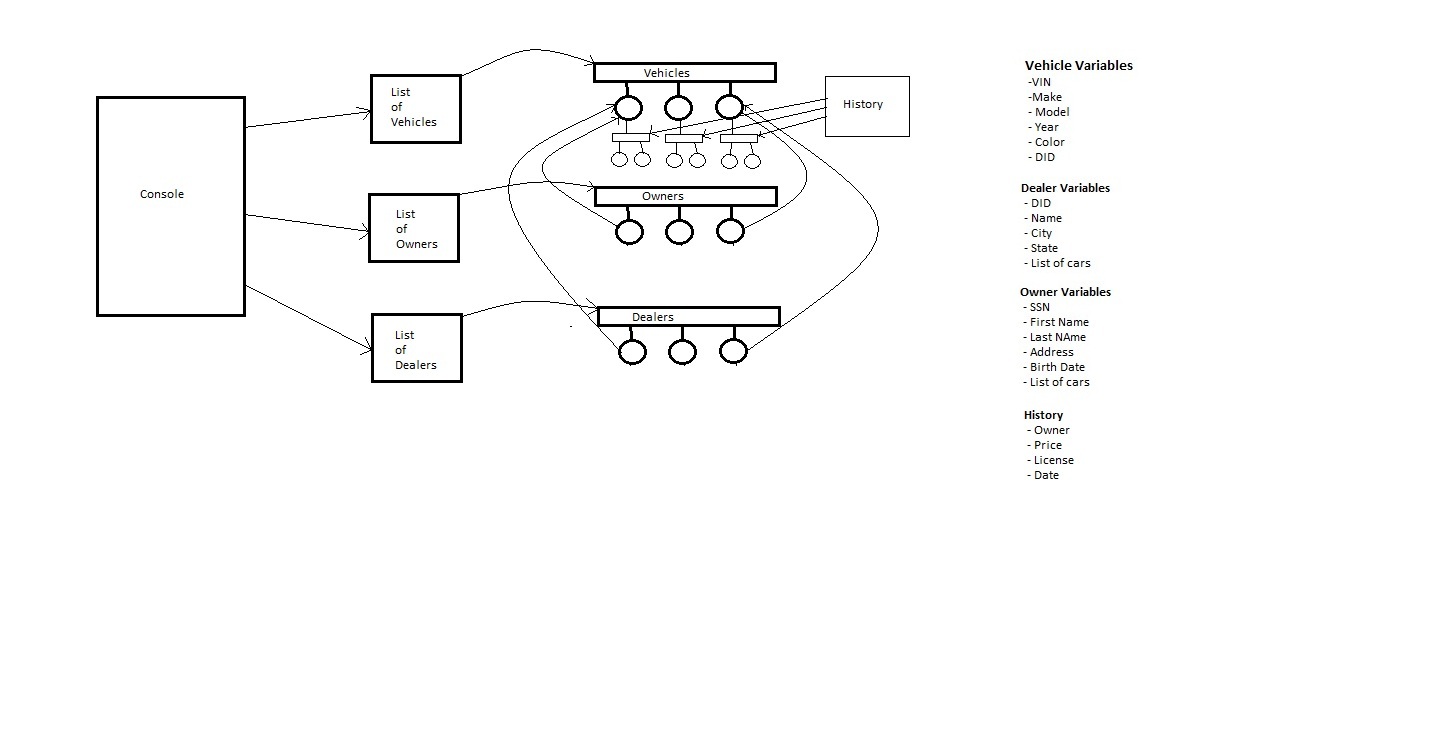 Console
List
of
Vehicles
List
of
Owners
List
of
Dealers
Vehicles
Owners
Dealers
History
Vehicle Variables
-VIN
-Make
- Model
- Year
- Color
- DID
Dealer Variables
- DID
- Name
- City
- State
- List of cars
Owner Variables
- SSN
- First Name
- Last NAme
- Address
- Birth Date
- List of cars
History
- Owner
- Price
- License
- Date